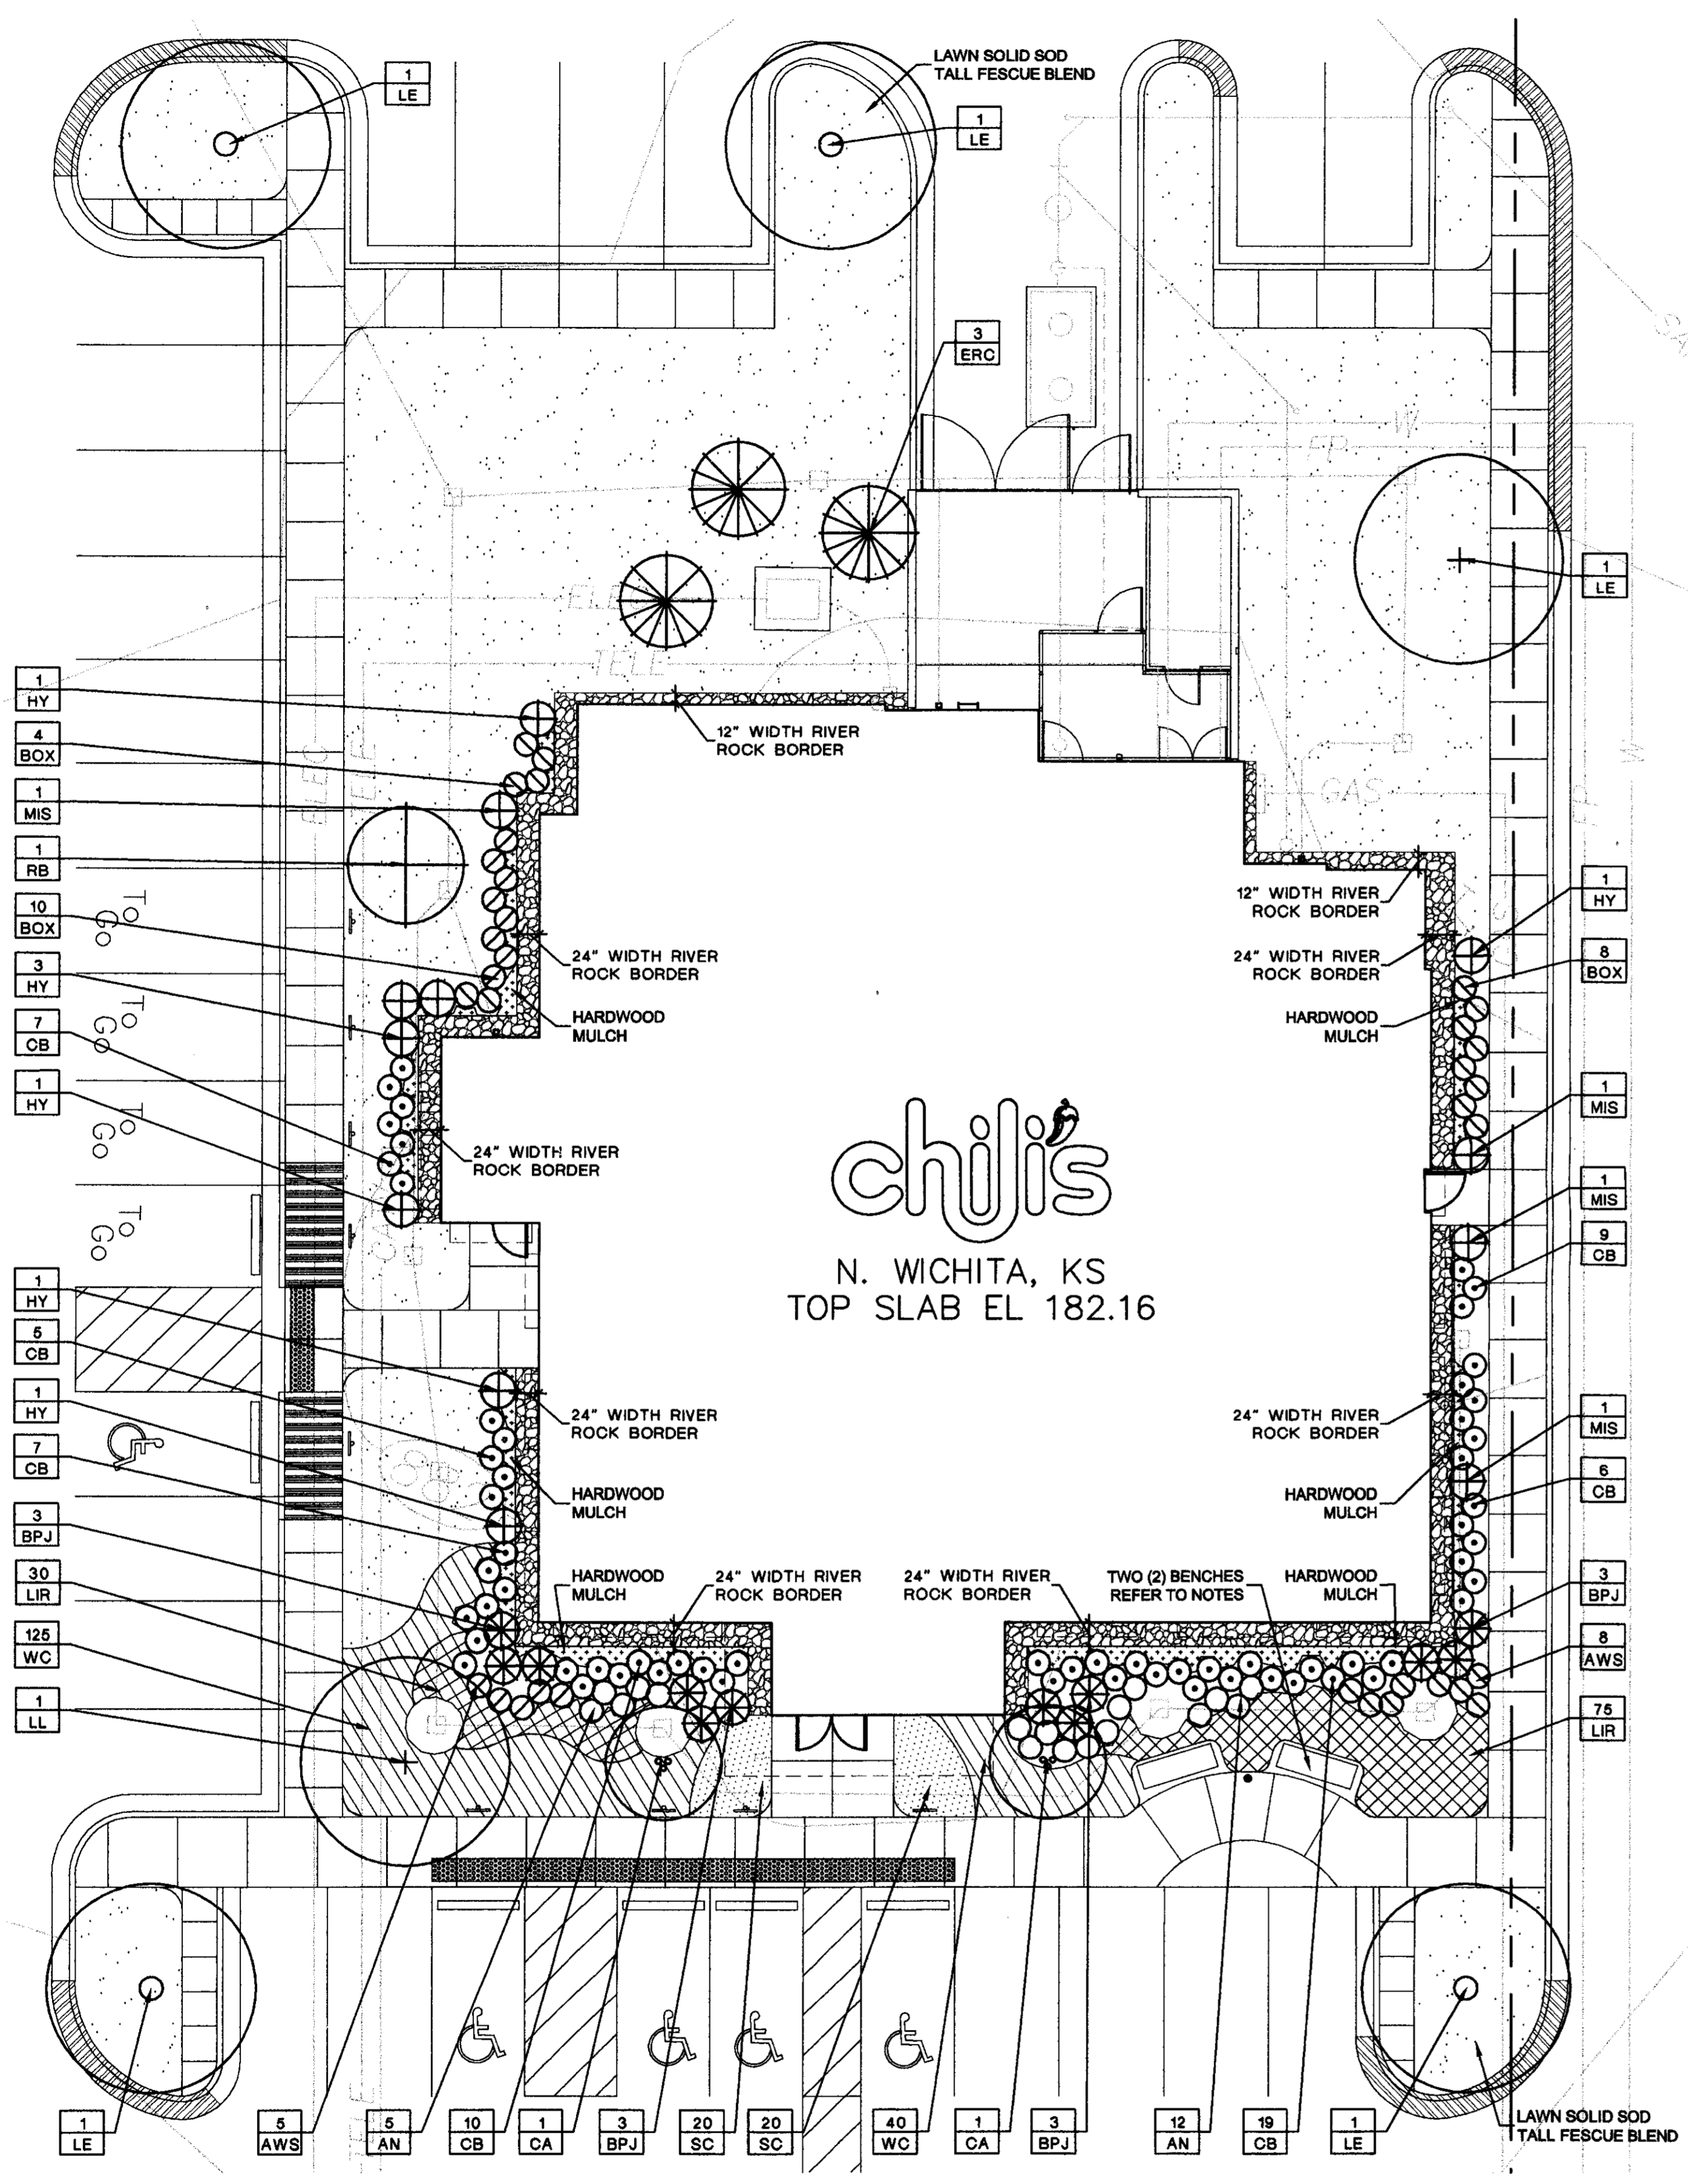 LAWN SOLID SOD
TALL FESCUE BLEND
1
LE
1
LE
3
ERC
W
FP
1
LE
ELEC
TELE
1
HY
4
BOX
1
MIS
1
RB
10
BOX
3
HY
7
CB
1
HY
ELEC
TELE
12" WIDTH RIVER
ROCK BORDER
GAS
W
FP
12" WIDTH RIVER
ROCK BORDER
1
HY
24" WIDTH RIVER
ROCK BORDER
24" WIDTH RIVER
ROCK BORDER
8
BOX
HARDWOOD
MULCH
HARDWOOD
MULCH
To
Go
To
Go
To
Go
To
Go
24" WIDTH RIVER
ROCK BORDER
1
MIS
chili's
N. WICHITA, KS
TOP SLAB EL 182.16
1
MIS
9
CB
1
HY
5
CB
1
HY
7
CB
3
BPJ
30
LIR
125
WC
1
LL
24" WIDTH RIVER
ROCK BORDER
24" WIDTH RIVER
ROCK BORDER
1
MIS
HARDWOOD
MULCH
HARDWOOD
MULCH
6
CB
HARDWOOD
MULCH
24" WIDTH RIVER
ROCK BORDER
24" WIDTH RIVER
ROCK BORDER
TWO (2) BENCHES
REFER TO NOTES
HARDWOOD
MULCH
3
BPJ
8
AWS
75
LIR
1
LE
5
AWS
5
AN
10
CB
1
CA
3
BPJ
20
SC
20
SC
40
WC
1
CA
3
BPJ
12
AN
19
CB
1
LE
LAWN SOLID SOD
TALL FESCUE BLEND